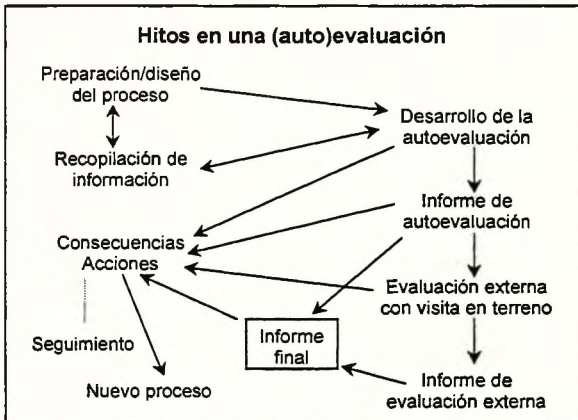 Hitos en una (auto)evaluación
Preparación/diseño
del proceso
Desarrollo de la
autoevaluación
Recopilación de
información
Informe de
autoevaluación
Consecuencias
Acciones
Evaluación externa
con visita en terreno
Informe
final
Seguimiento
Nuevo proceso
Informe de
evaluación externa